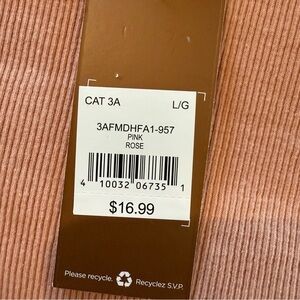 CAT 3A L/G
3AFMDHFA1-957
PINK
ROSE
4 10032 06735 1
$16.99
Please recycle. Recyclez S.V.P.